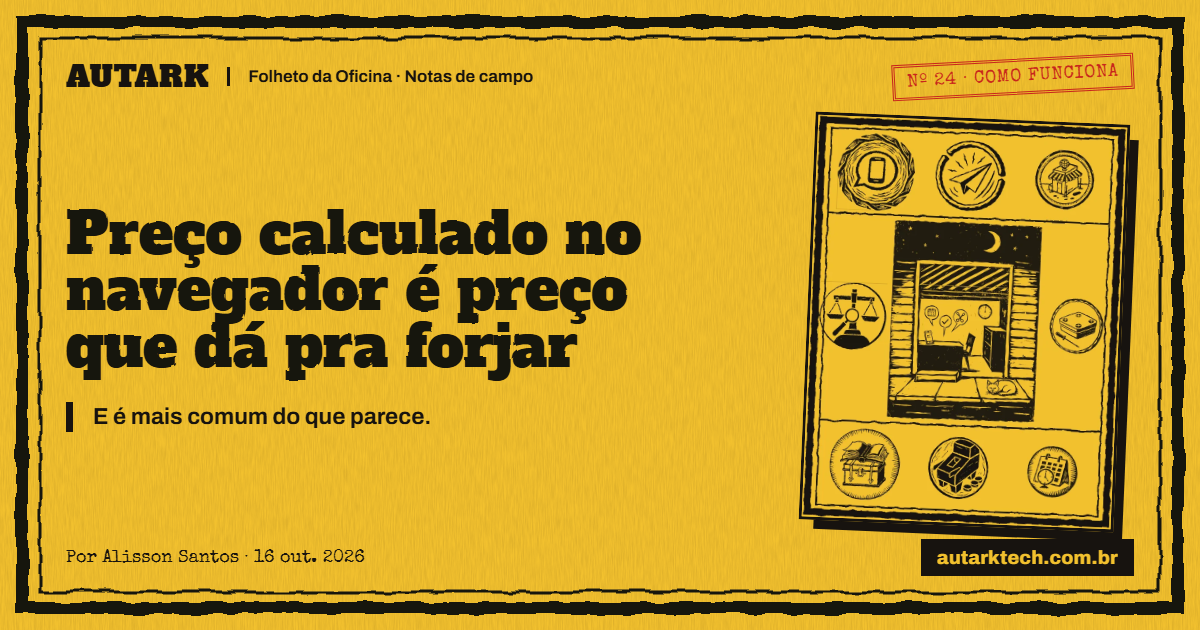 AUTARK
Folheto da Oficina · Notas de campo
Nº 24 · COMO FUNCIONA
Preço calculado no
navegador é preço
que dá pra forjar
E é mais comum do que parece.
Por Alisson Santos · 16 out. 2026
autarktech.com.br